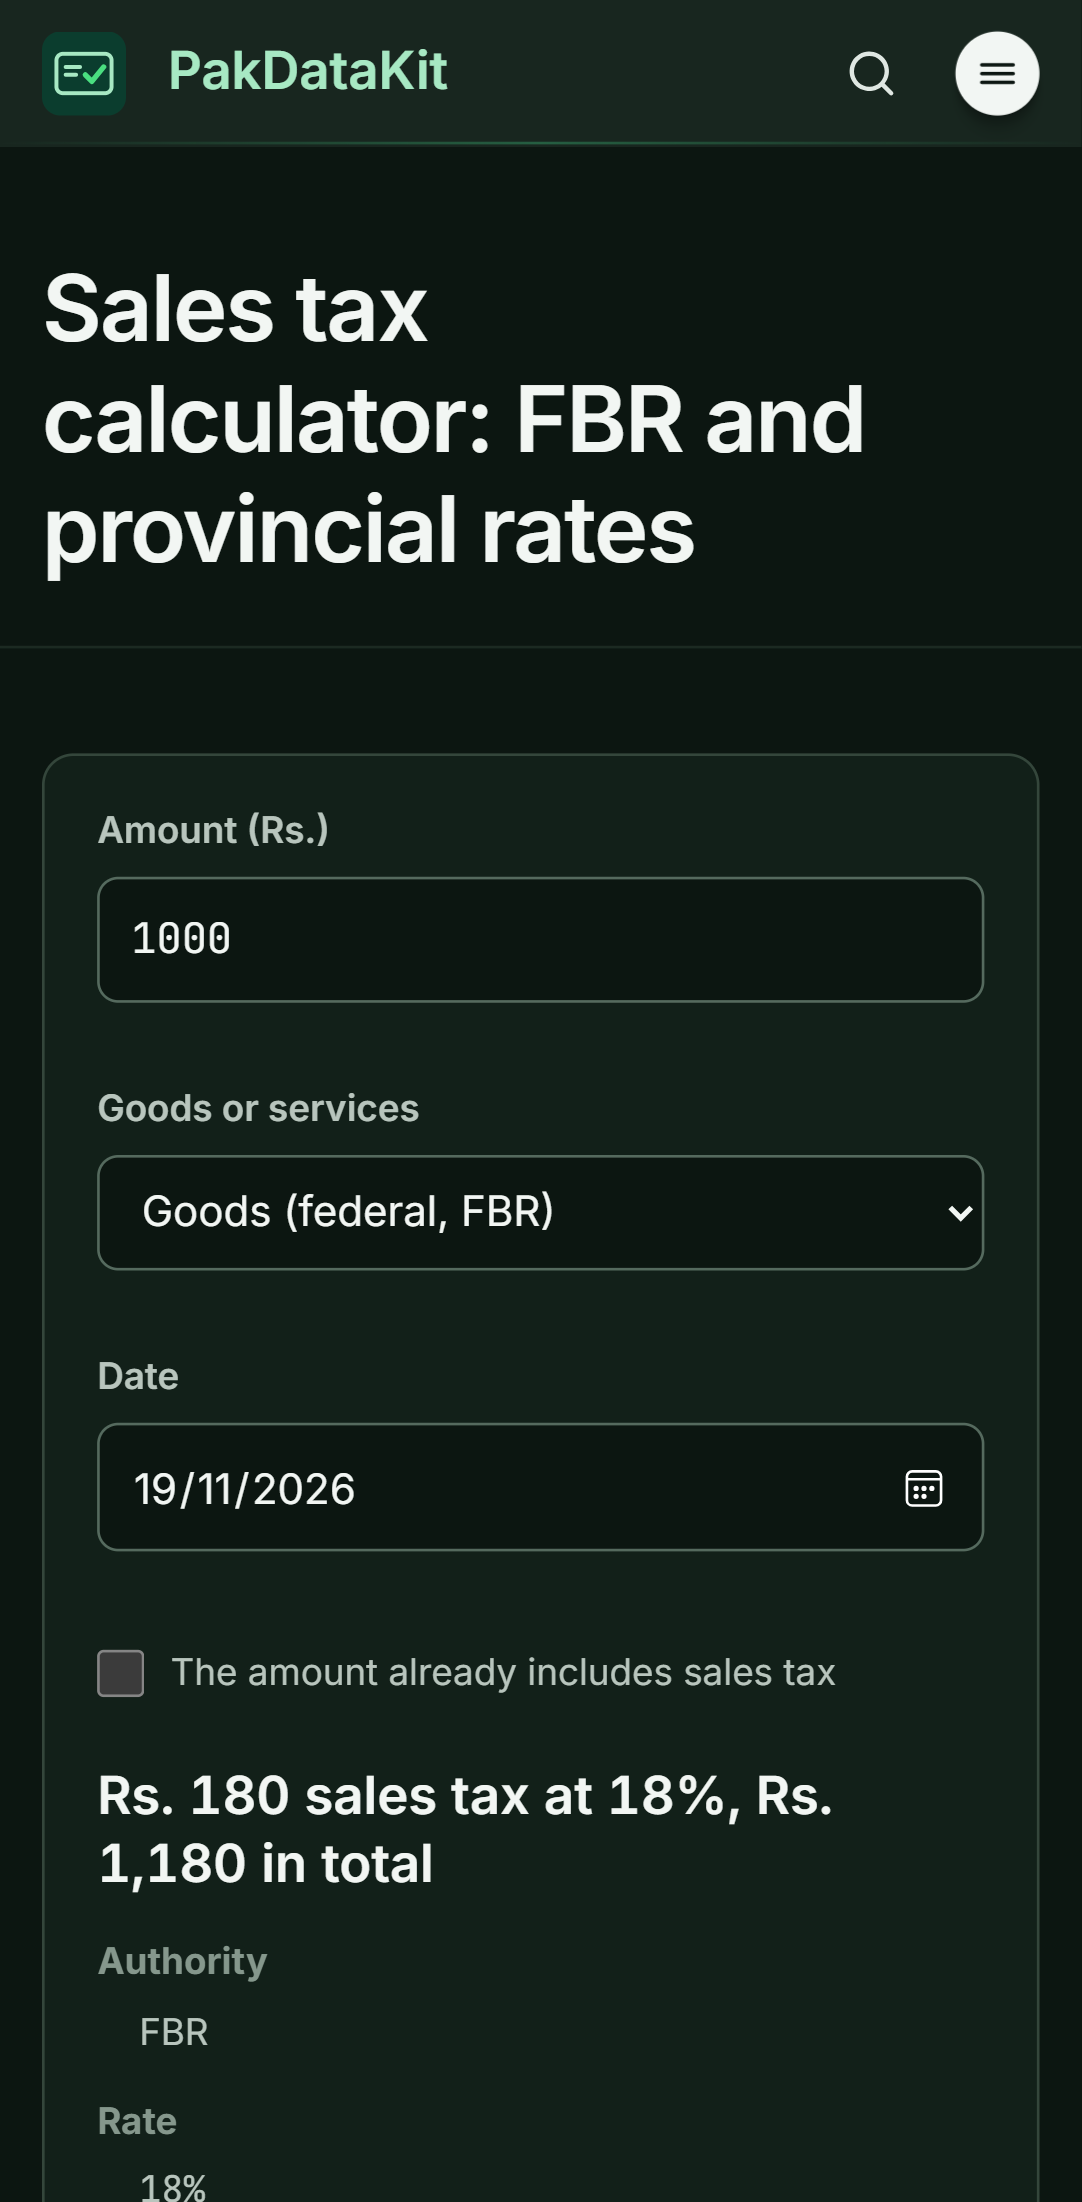 PakDataKit
Sales tax
calculator: FBR and
provincial rates
Amount (Rs.)
1000
Goods or services
Goods (federal, FBR)
Date
19/11/2026
The amount already includes sales tax
Rs. 180 sales tax at 18%, Rs.
1,180 in total
Authority
FBR
Rate
18%